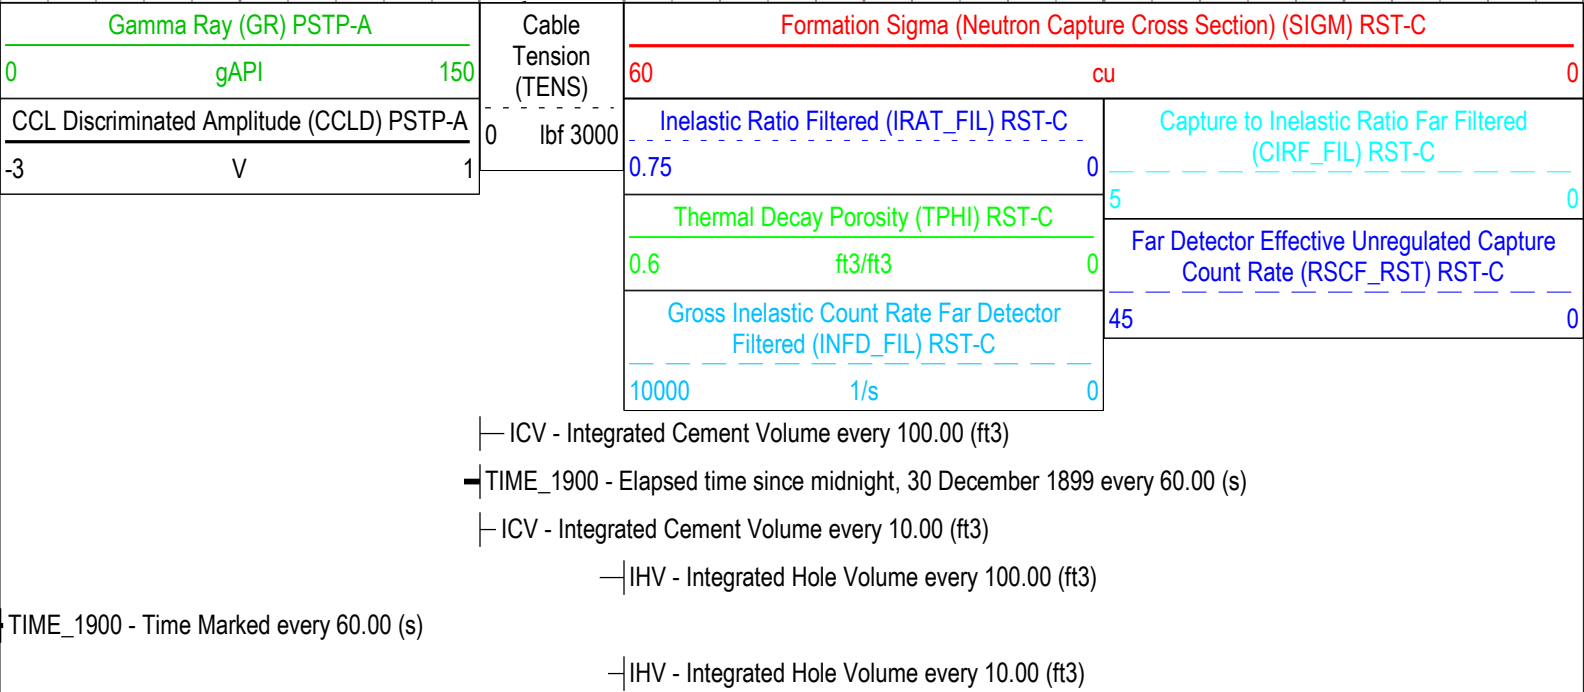 Gamma Ray (GR) PSTP-A
0 gAPI 150
CCL Discriminated Amplitude (CCLD) PSTP-A
-3 V 1
Cable
Tension
(TENS)
0 lbf 3000
Formation Sigma (Neutron Capture Cross Section) (SIGM) RST-C
60 cu 0
Inelastic Ratio Filtered (IRAT_FIL) RST-C
0.75 0
Thermal Decay Porosity (TPHI) RST-C
0.6 ft3/ft3 0
Gross Inelastic Count Rate Far Detector
Filtered (INFD_FIL) RST-C
10000 1/s 0
Capture to Inelastic Ratio Far Filtered
(CIRF_FIL) RST-C
5 0
Far Detector Effective Unregulated Capture
Count Rate (RSCF_RST) RST-C
45 0
ICV - Integrated Cement Volume every 100.00 (ft3)
TIME_1900 - Elapsed time since midnight, 30 December 1899 every 60.00 (s)
ICV - Integrated Cement Volume every 10.00 (ft3)
IHV - Integrated Hole Volume every 100.00 (ft3)
TIME_1900 - Time Marked every 60.00 (s)
IHV - Integrated Hole Volume every 10.00 (ft3)